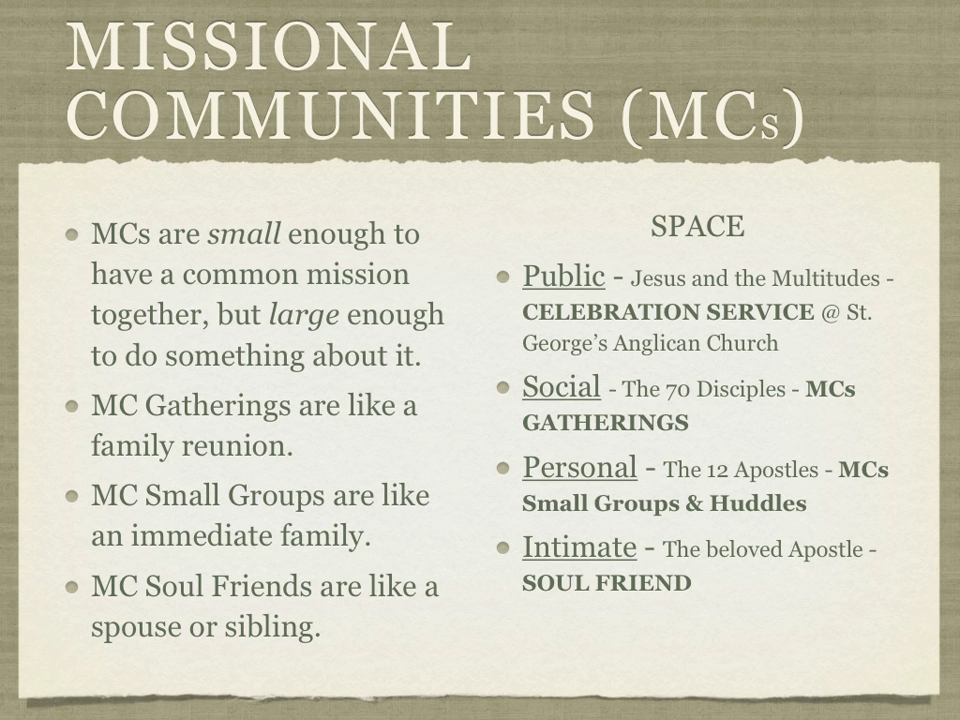 MISSIONAL
COMMUNITIES (MCs)
MCs are small enough to
have a common mission
together, but large enough
to do something about it.
MC Gatherings are like a
family reunion.
MC Small Groups are like
an immediate family.
MC Soul Friends are like a
spouse or sibling.
SPACE
Public - Jesus and the Multitudes -
CELEBRATION SERVICE @ St.
George’s Anglican Church
Social - The 70 Disciples - MCs
GATHERINGS
Personal - The 12 Apostles - MCs
Small Groups & Huddles
Intimate - The beloved Apostle -
SOUL FRIEND